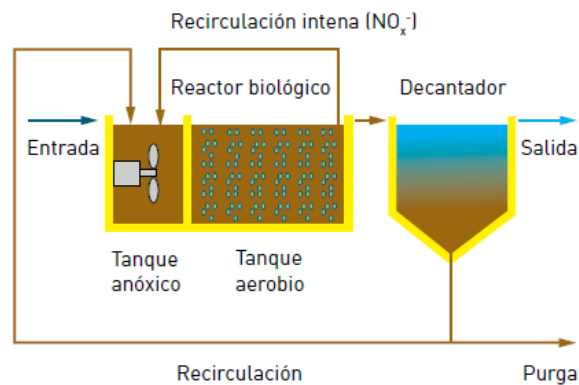 Recirculación intena (NOₓ⁻)
Reactor biológico
Decantador
Entrada
Salida
Tanque
anóxico
Tanque
aerobio
Recirculación
Purga